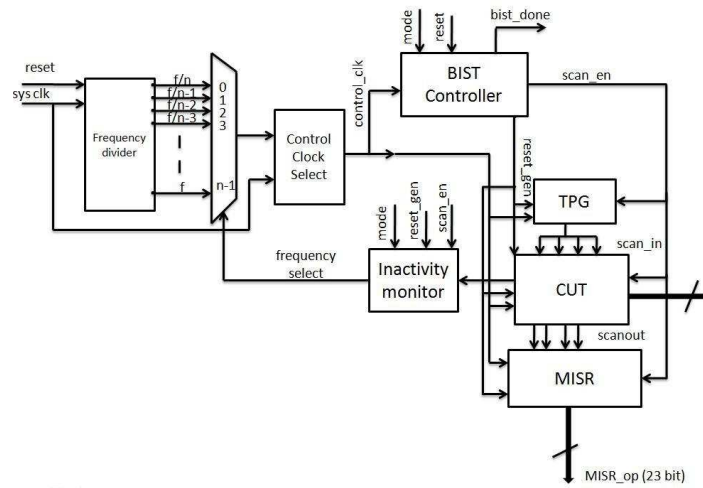 bist_done
mode
reset
reset
sys clk
f/n
f/n-1
f/n-2
f/n-3
f
0
1
2
3
n-1
Frequency
divider
Control
Clock
Select
control_clk
BIST
Controller
scan_en
reset_gen
TPG
scan_in
mode
reset_gen
scan_en
frequency
select
Inactivity
monitor
CUT
scanout
MISR
MISR_op (23 bit)